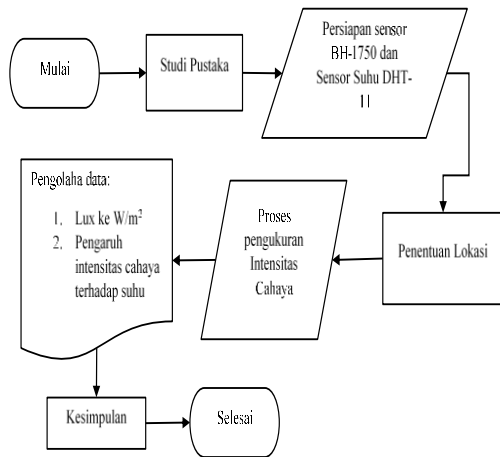 Mulai
Studi Pustaka
Persiapan sensor
BH-1750 dan
Sensor Suhu DHT-
11
Penentuan Lokasi
Proses
pengukuran
Intensitas
Cahaya
Pengolaha data:
1. Lux ke W/m²
2. Pengaruh
intensitas cahaya
terhadap suhu
Kesimpulan
Selesai